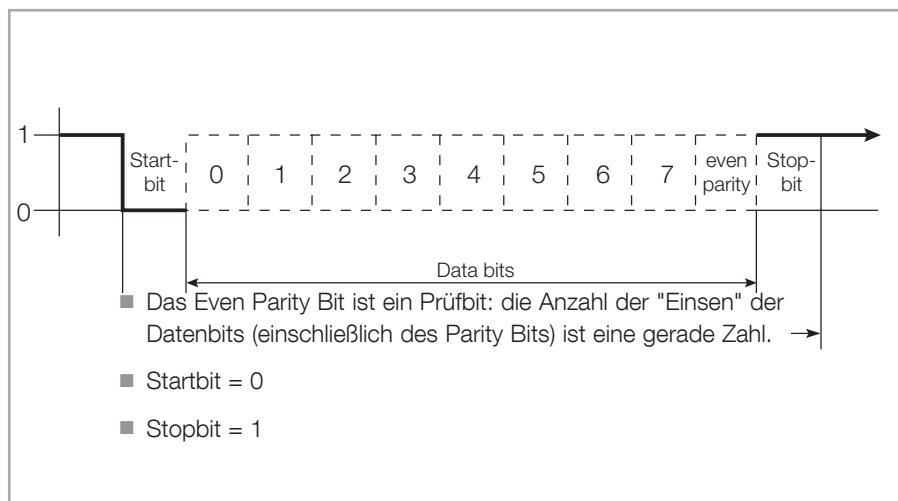 1
0
Start-
bit
0 1 2 3 4 5 6 7
even
parity
Stop-
bit
Data bits
■ Das Even Parity Bit ist ein Prüfbit: die Anzahl der "Einsen" der
Datenbits (einschließlich des Parity Bits) ist eine gerade Zahl.
■ Startbit = 0
■ Stopbit = 1